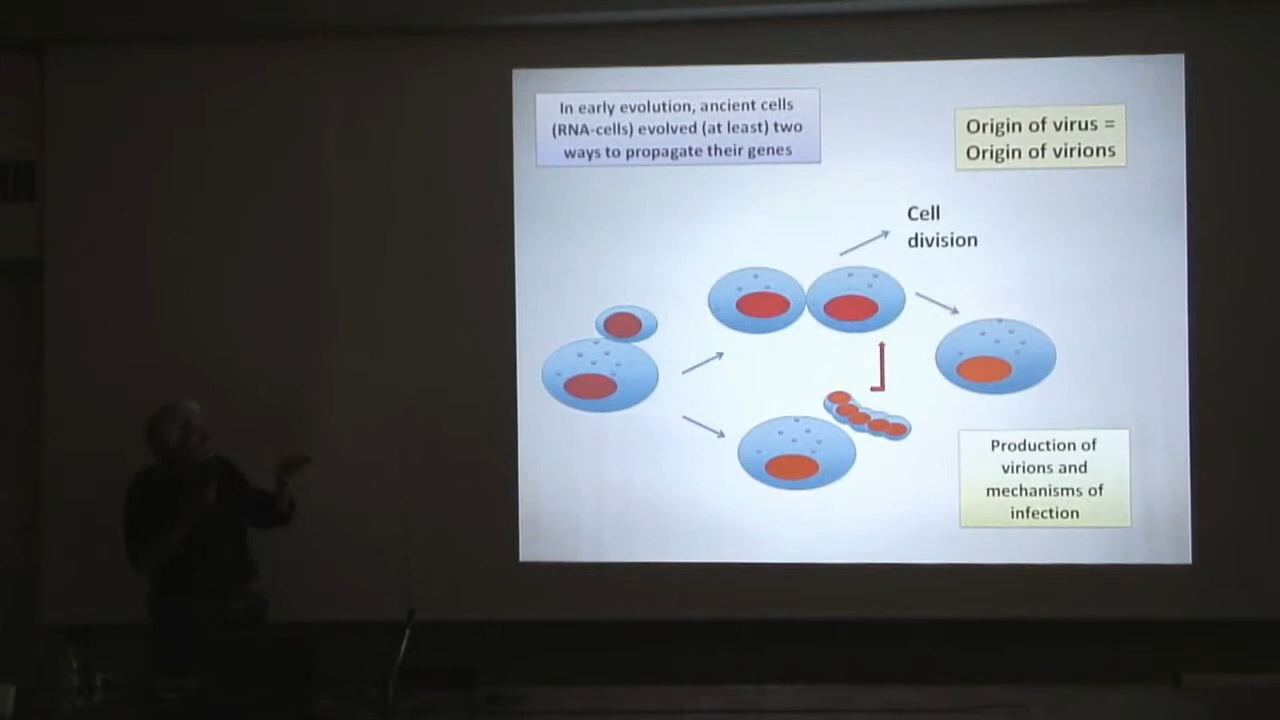 In early evolution, ancient cells
(RNA-cells) evolved (at least) two
ways to propagate their genes
Origin of virus =
Origin of virions
Cell
division
Production of
virions and
mechanisms of
infection